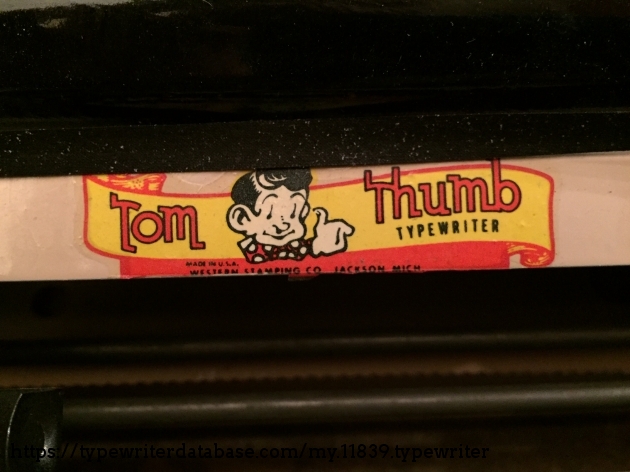 Tom Thumb
TYPEWRITER
MADE IN U.S.A.
WESTERN STAMPING CO. JACKSON, MICH.
https://typewriterdatabase.com/my.11839.typewriter